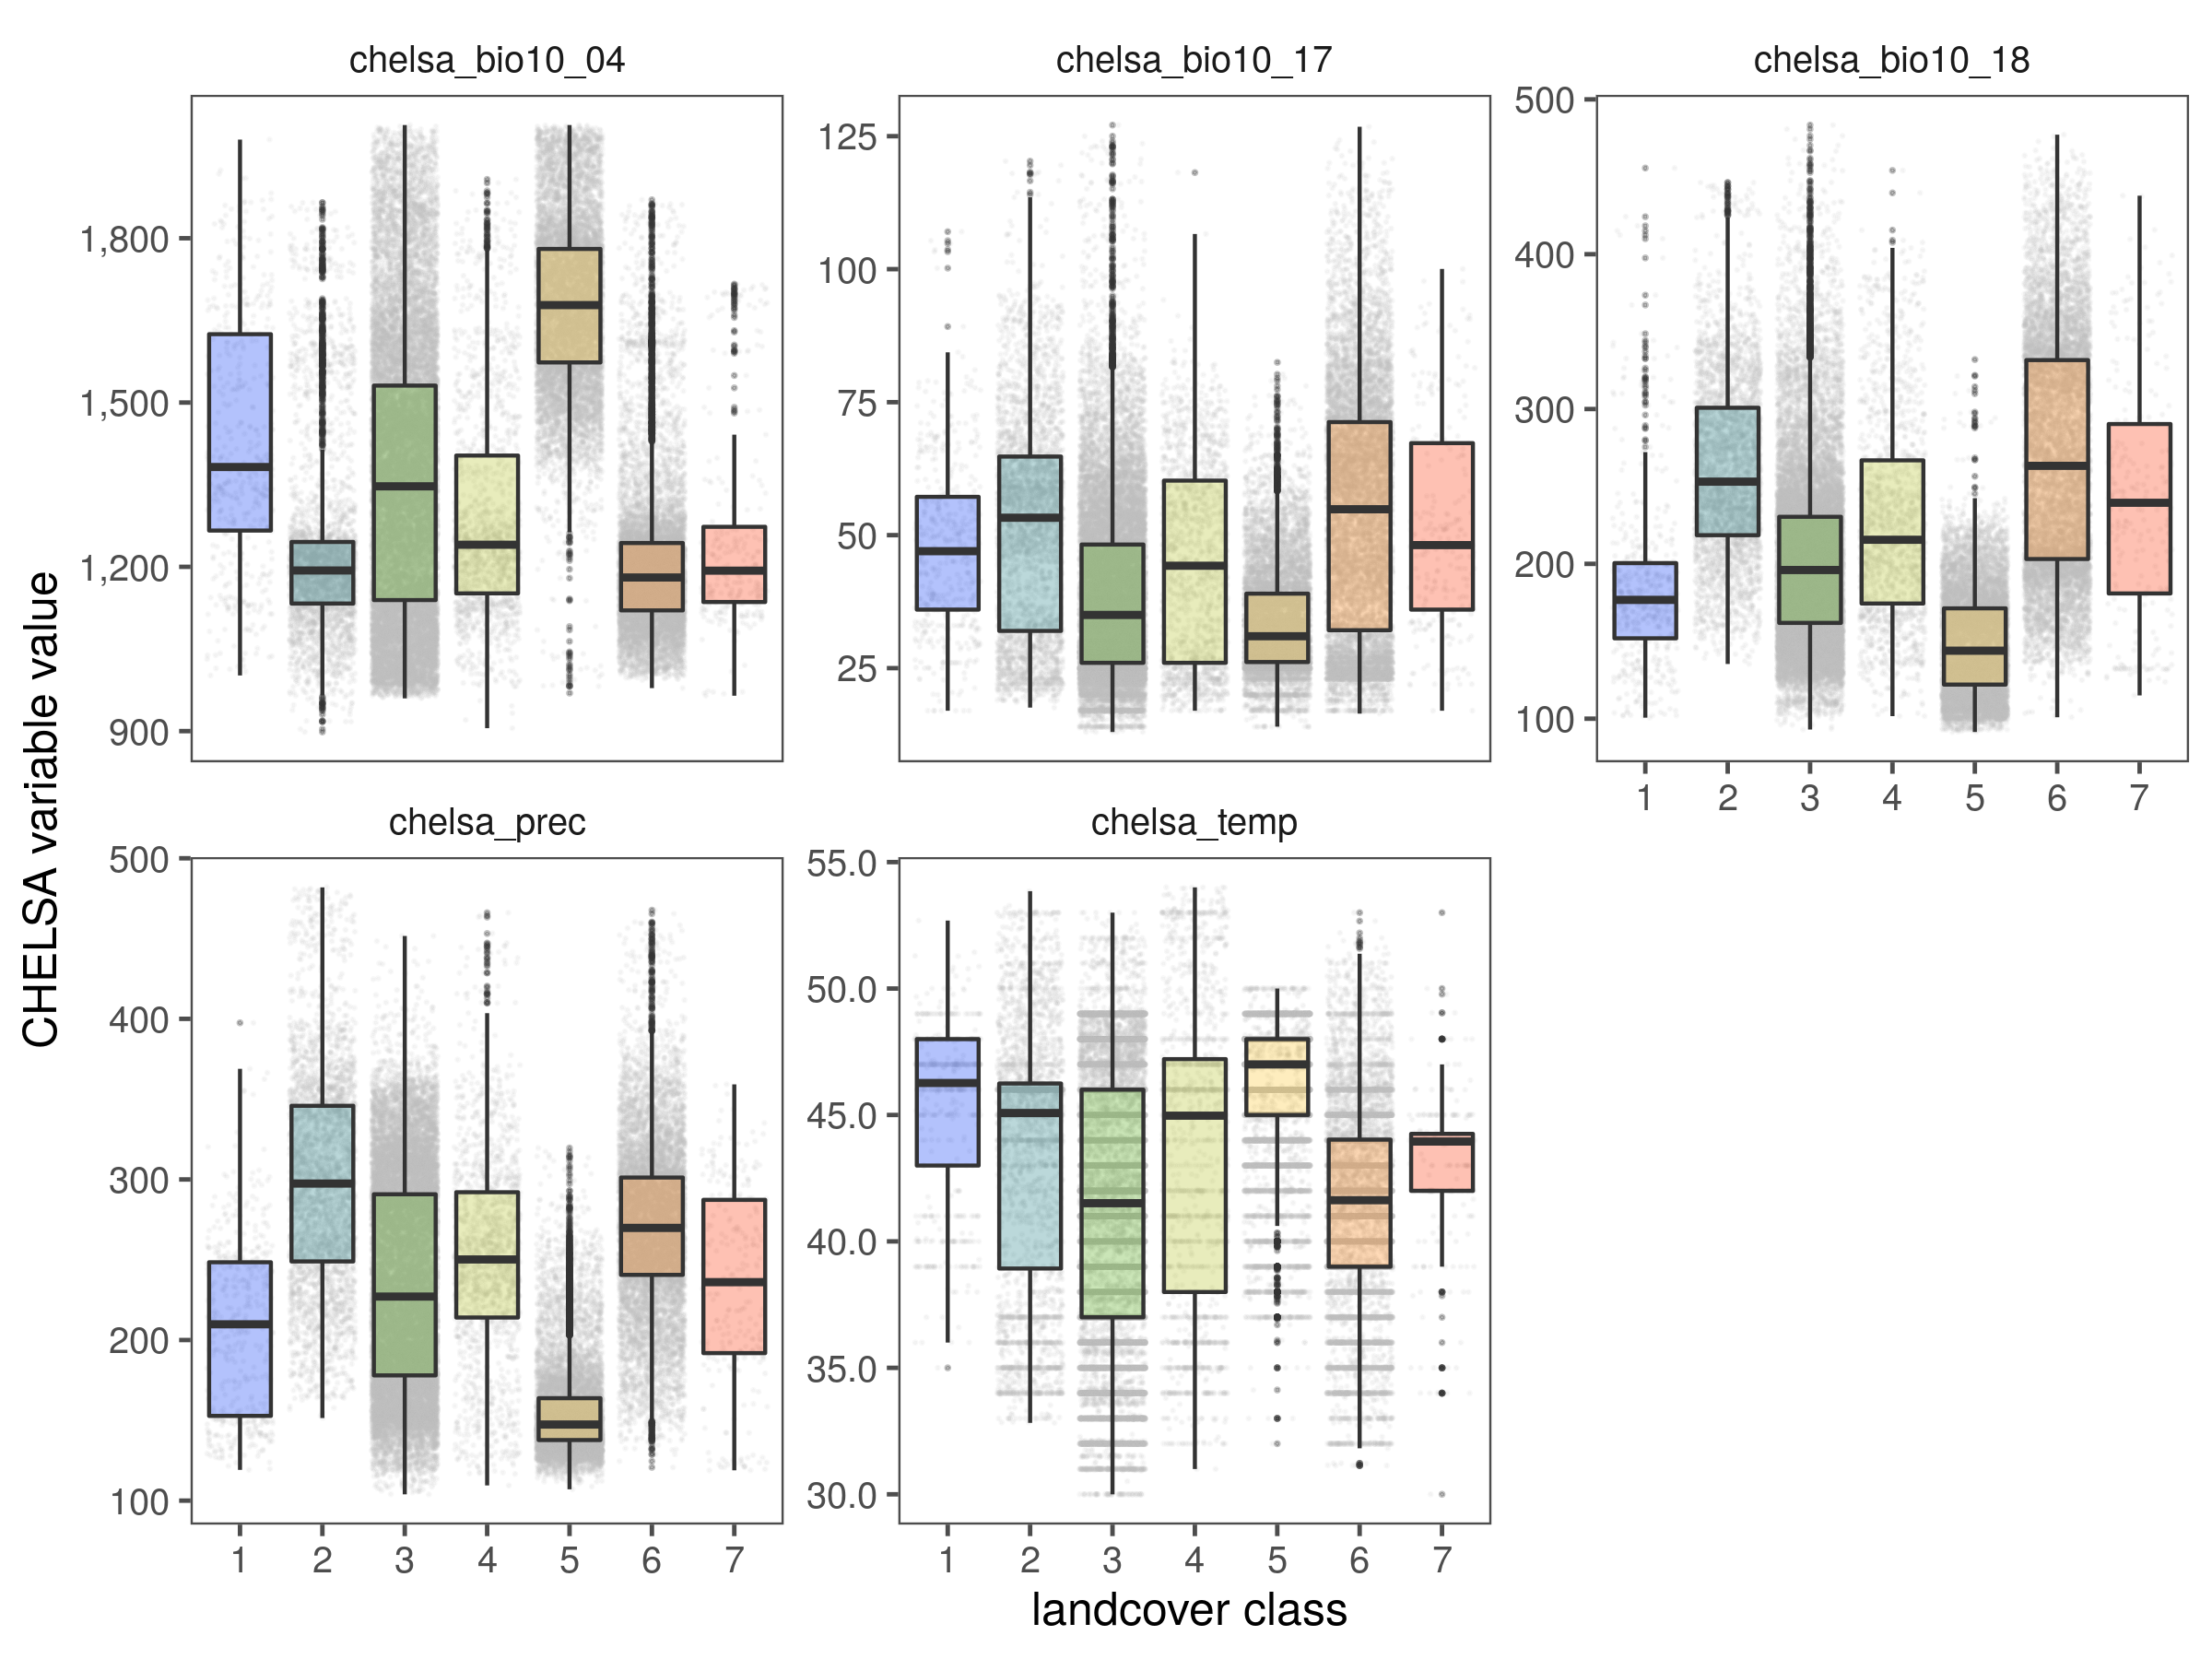 chelsa_bio10_04
chelsa_bio10_17
chelsa_bio10_18
1,800
1,500
1,200
900
125
100
75
50
25
500
400
300
200
100
1 2 3 4 5 6 7
chelsa_prec
chelsa_temp
500
400
300
200
100
55.0
50.0
45.0
40.0
35.0
30.0
1 2 3 4 5 6 7
1 2 3 4 5 6 7
landcover class
CHELSA variable value